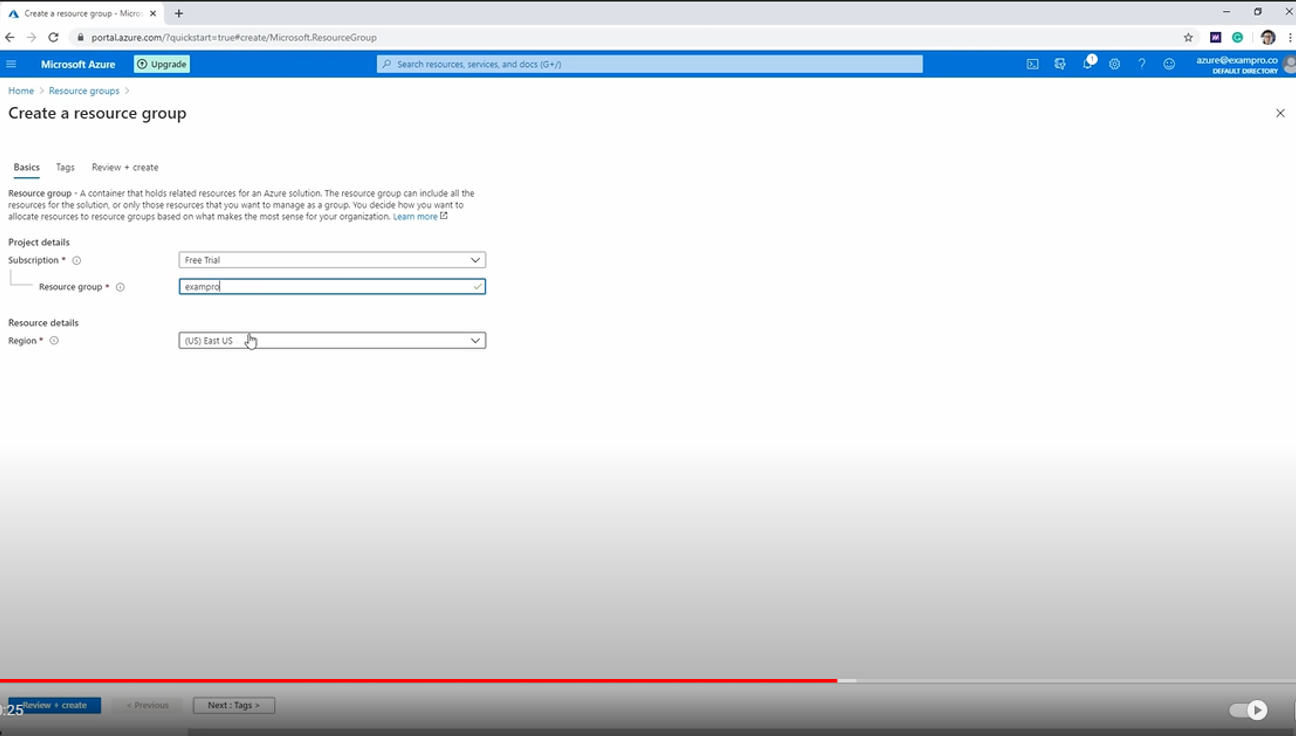 Create a resource group - Micro
portal.azure.com/?quickstart=true#create/Microsoft.ResourceGroup
Microsoft Azure
Upgrade
Search resources, services, and docs (G+/)
1
azure@exampro.co
DEFAULT DIRECTORY
Home > Resource groups >
Create a resource group
Basics Tags Review + create
Resource group - A container that holds related resources for an Azure solution. The resource group can include all the
resources for the solution, or only those resources that you want to manage as a group. You decide how you want to
allocate resources to resource groups based on what makes the most sense for your organization. Learn more
Project details
Subscription * Free Trial
Resource group * exampro
Resource details
Region * (US) East US
Review + create < Previous Next : Tags >
:25